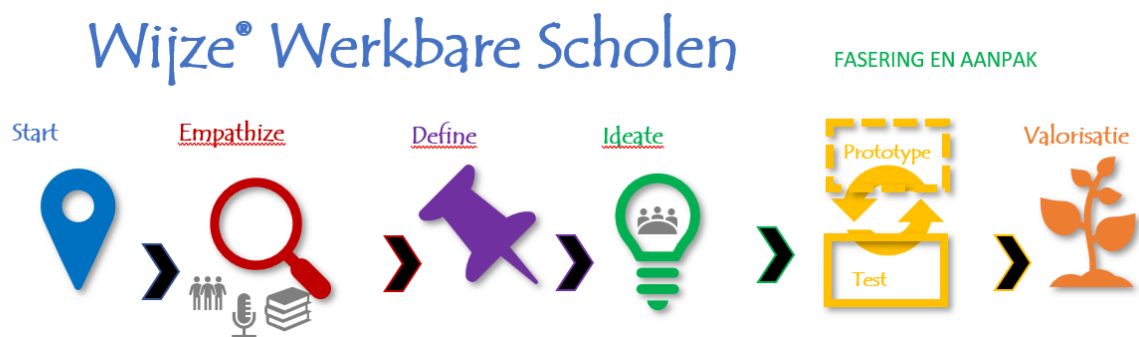 Wijze® Werkbare Scholen
FASERING EN AANPAK
Start
Empathize
Define
Ideate
Prototype
Test
Valorisatie